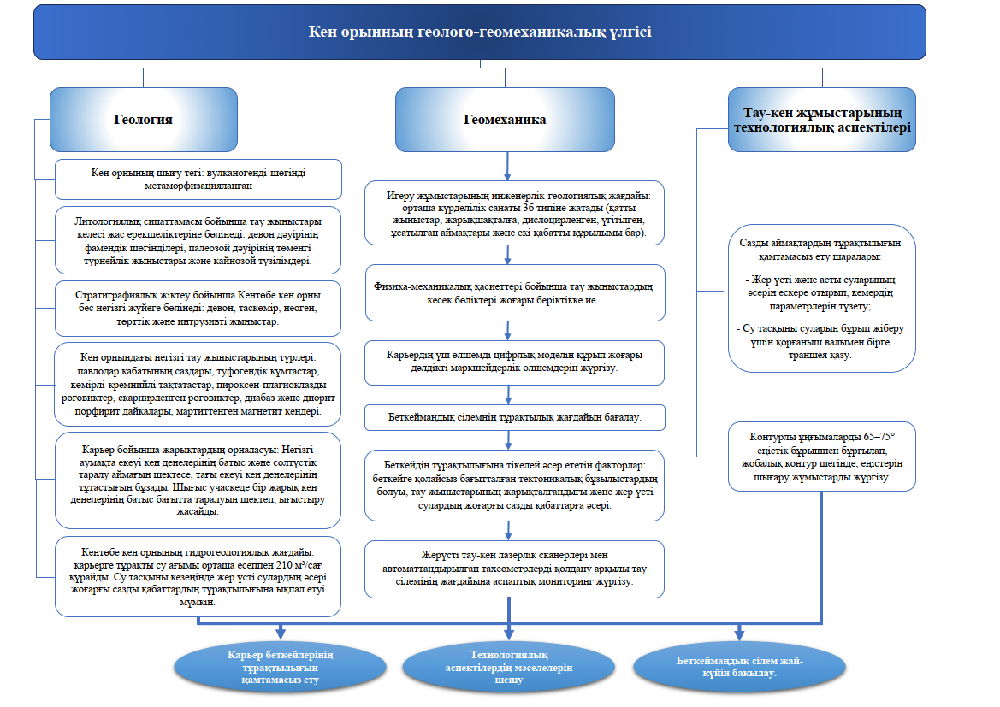 Кен орынның геолого-геомеханикалық үлгісі
Геология
Кен орнының шығу тегі: вулканогенді-шөгінді
метаморфизацияланған
Литологиялық сипаттамасы бойынша тау жыныстары
келесі жас ерекшеліктеріне бөлінеді: девон дәуірінің
фамендік шөгінділері, палеозой дәуірінің төменгі
турнейлік жыныстары және кайнозой түзілімдері.
Стратиграфиялық жіктеу бойынша Кентөбе кен орны
бес негізгі жүйеге бөлінеді: девон, таскөмір, неоген,
төрттік және интрузивті жыныстар.
Кен орнындағы негізгі тау жыныстарының түрлері:
павлодар қабатының саздары, туфогендік құмтастар,
көмірлі-кремнийлі тақтатастар, пироксен-плагиоклазды
роговиктер, скарнирленген роговиктер, диабаз және диорит
порфирит дайкалары, мартиттенген магнетит кендері.
Карьер бойынша жарықтардың орналасуы: Негізгі
аумақта екеуі кен денелерінің батыс және солтүстік
таралу аймағын шектесе, тағы екеуі кен денелерінің
тұтастығын бұзады. Шығыс учаскеде бір жарық кен
денелерінің батыс бағытта таралуын шектеп, ығыстыру
жасайды.
Кентөбе кен орнының гидрогеологиялық жағдайы:
карьерге тұрақты су ағымы орташа есеппен 210 м³/сағ
құрайды. Су тасқыны кезеңінде жер үсті сулардың әсері
жоғарғы сазды қабаттардың тұрақтылығына ықпал етуі
мүмкін.
Геомеханика
Игеру жұмыстарының инженерлік-геологиялық жағдайы:
орташа күрделілік санаты 3б типіне жатады (қатты
жыныстар, жарықшақталға, дислоцирленген, үгітілген,
ұсатылған аймақтары және екі қабатты құрылымы бар).
Физика-механикалық қасиеттері бойынша тау жыныстардың
кесек бөліктері жоғары беріктікке ие.
Карьердің үш өлшемді цифрлық моделін құрып жоғары
дәлдікті маркшейдерлік өлшемдерін жүргізу.
Беткеймаңдық сілемнің тұрақтылық жағдайын бағалау.
Беткейдің тұрақтылығына тікелей әсер ететін факторлар:
беткейге қолайсыз бағытталған тектоникалық бұзылыстардың
болуы, тау жыныстарының жарықталғандығы және жер үсті
сулардың жоғарғы сазды қабаттарға әсері.
Жерүсті тау-кен лазерлік сканерлері мен
автоматтандырылған тахеометрлерді қолдану арқылы тау
сілемінің жағдайына аспаптық мониторинг жүргізу.
Тау-кен жұмыстарының
технологиялық аспектілері
Сазды аймақтардың тұрақтылығын
қамтамасыз ету шаралары:
- Жер үсті және асты суларының
әсерін ескере отырып, кемердің
параметрлерін түзету;
- Су тасқыны суларын бұрып жіберу
үшін қорғаныш валымен бірге
траншея қазу.
Контурлы ұңғымаларды 65–75°
еңістік бұрышпен бұрғылап,
жобалық контур шегінде, еңістерін
шығару жұмыстарды жүргізу.
Карьер беткейлерінің
тұрақтылығын
қамтамасыз ету
Технологиялық
аспектілердің мәселелерін
шешу
Беткеймаңдық сілем жай-
күйін бақылау.